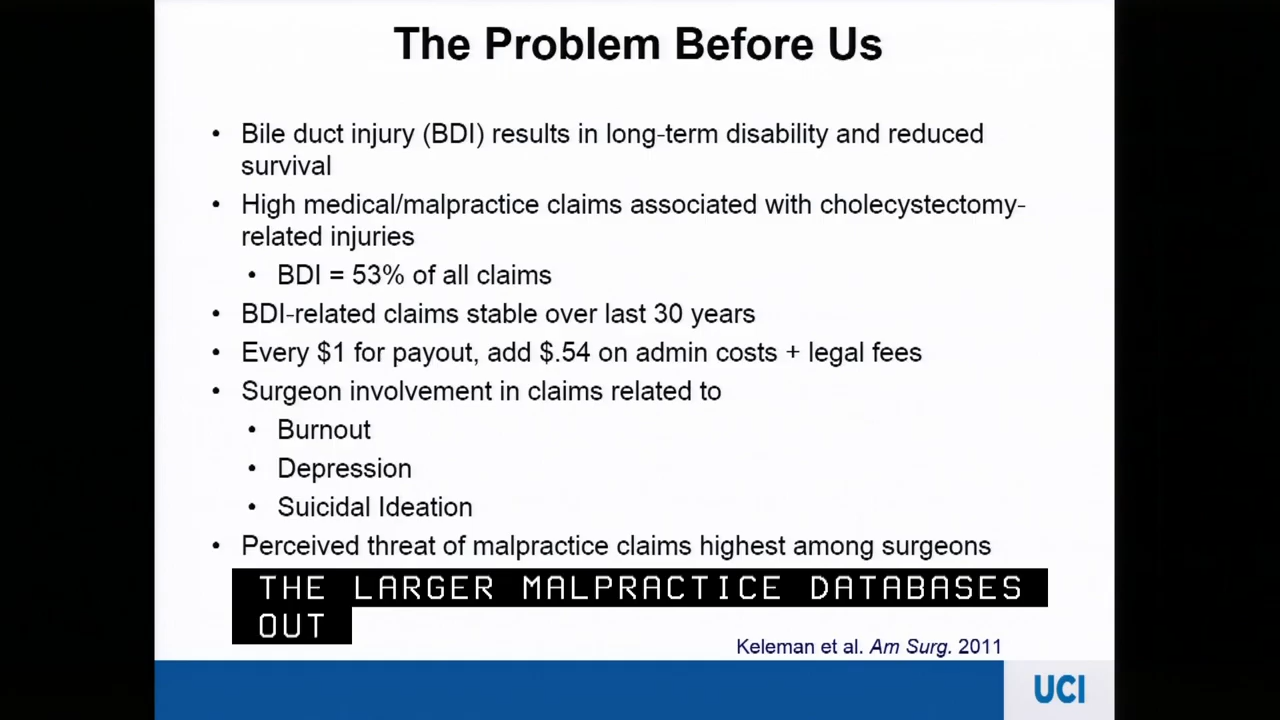 The Problem Before Us
• Bile duct injury (BDI) results in long-term disability and reduced
survival
• High medical/malpractice claims associated with cholecystectomy-
related injuries
• BDI = 53% of all claims
• BDI-related claims stable over last 30 years
• Every $1 for payout, add $.54 on admin costs + legal fees
• Surgeon involvement in claims related to
• Burnout
• Depression
• Suicidal Ideation
• Perceived threat of malpractice claims highest among surgeons
THE LARGER MALPRACTICE DATABASES
OUT
Keleman et al. Am Surg. 2011
UCI